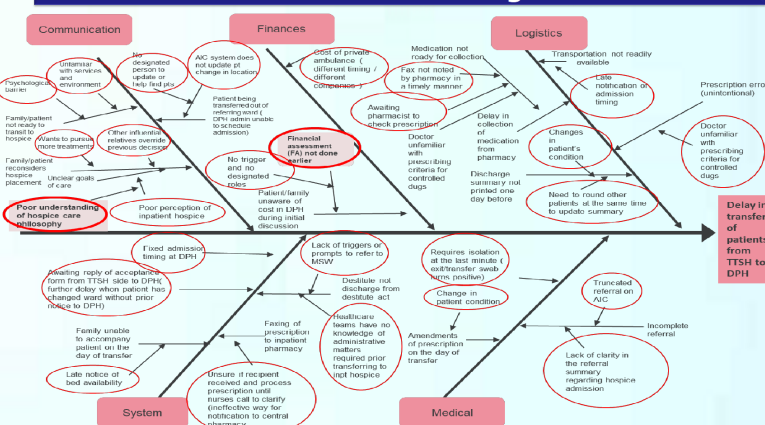 Communication
Finances
Logistics
Psychological
barrier
Unfamiliar
with services
and
environment
No
designated
person to
update or
help find pts
AIC system does
not update pt
change in location
Family/patient
not ready to
transit to
hospice
Patient being
transferred out of
referring ward (
DPH admin unable
to schedule
admission)
Wants to pursue
more treatments
Other influential
relatives override
previous decision
Family/patient
reconsiders
hospice
placement
Unclear goals
of care
Poor understanding
of hospice care
philosophy
Poor perception of
inpatient hospice
Cost of private
ambulance (
different timing /
different
companies )
Financial
assessment
(FA) not done
earlier
No trigger
and no
designated
roles
Patient/family
unaware of
cost in DPH
during initial
discussion
Medication not
ready for collection
Fax not noted
by pharmacy in
a timely manner
Awaiting
pharmacist to
check prescription
Doctor
unfamiliar
with
prescribing
criteria for
controlled
dugs
Delay in
collection
of
medication
from
pharmacy
Discharge
summary not
printed one
day before
Transportation not readily
available
Late
notification of
admission
timing
Changes
in
patient's
condition
Need to round other
patients at the same time
to update summary
Prescription erro
(unintentional)
Doctor
unfamiliar
with
prescribing
criteria for
controlled
dugs
Delay in
transfer
of
patients
from
TTSH to
DPH
Fixed admission
timing at DPH
Awaiting reply of acceptance
form from TTSH side to DPH(
further delay when patient has
changed ward without prior
notice to DPH)
Family unable
to accompany
patient on the
day of transfer
Late notice of
bed availability
Faxing of
prescription
to inpatient
pharmacy
Unsure if recipient
received and process
prescription until
nurses call to clarify
(ineffective way for
notification to central
pharmacy
Lack of triggers or
prompts to refer to
MSW
Destitute not
discharge from
destitute act
Healthcare
teams have no
knowledge of
administrative
matters
required prior
transferring to
inpt hospice
Requires isolation
at the last minute (
exit/transfer swab
turns positive)
Change in
patient condition
Amendments
of prescription
on the day of
transfer
Truncated
referral on
AIC
Incomplete
referral
Lack of clarity in
the referral
summary
regarding hospice
admission
System
Medical